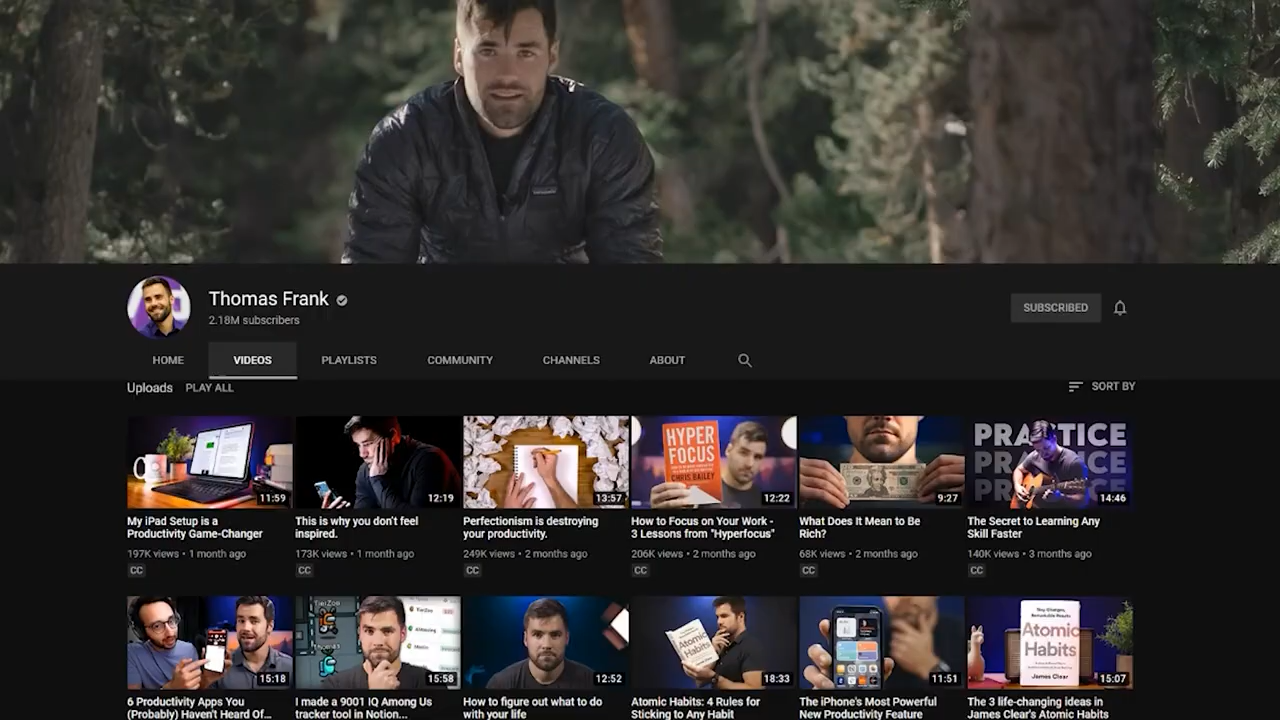 Thomas Frank
2.18M subscribers
SUBSCRIBED
HOME
VIDEOS
PLAYLISTS
COMMUNITY
CHANNELS
ABOUT
Uploads
PLAY ALL
SORT BY
11:59
12:19
13:57
HYPER
FOCUS
CHRIS BAILEY
12:22
9:27
PRACTICE
PRACTICE
PRACTICE
14:46
My iPad Setup is a
Productivity Game-Changer
197K views • 1 month ago
CC
This is why you don't feel
inspired.
173K views • 1 month ago
CC
Perfectionism is destroying
your productivity.
249K views • 2 months ago
CC
How to Focus on Your Work -
3 Lessons from "Hyperfocus"
206K views • 2 months ago
CC
What Does It Mean to Be
Rich?
68K views • 2 months ago
CC
The Secret to Learning Any
Skill Faster
140K views • 3 months ago
CC
15:18
TierZoo
TierZoo
15:58
12:52
Atomic
Habits
18:33
11:51
Tiny Changes,
Remarkable Results
Atomic
Habits
James Clear
15:07
6 Productivity Apps You
(Probably) Haven't Heard Of...
I made a 9001 IQ Among Us
tracker tool in Notion...
How to figure out what to do
with your life
Atomic Habits: 4 Rules for
Sticking to Any Habit
The iPhone's Most Powerful
New Productivity Feature
The 3 life-changing ideas in
James Clear's Atomic Habits